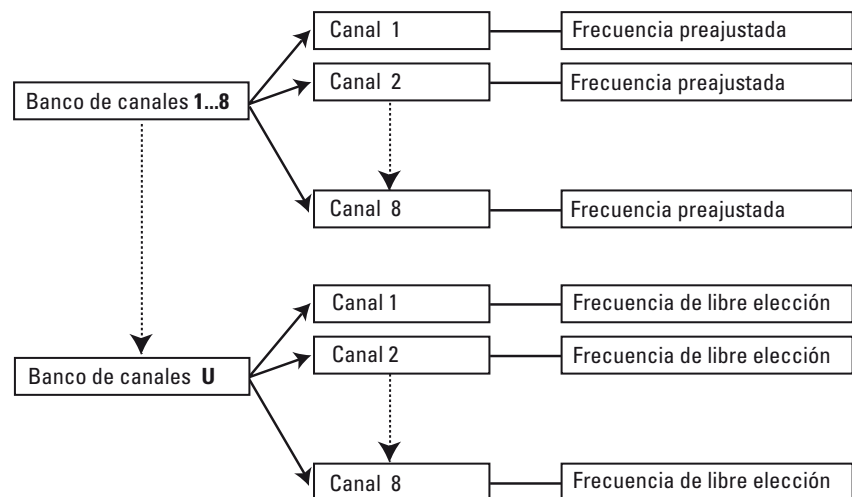 Canal 1 Frecuencia preajustada
Canal 2 Frecuencia preajustada
Banco de canales 1...8
Canal 8 Frecuencia preajustada
Canal 1 Frecuencia de libre elección
Canal 2 Frecuencia de libre elección
Banco de canales U
Canal 8 Frecuencia de libre elección